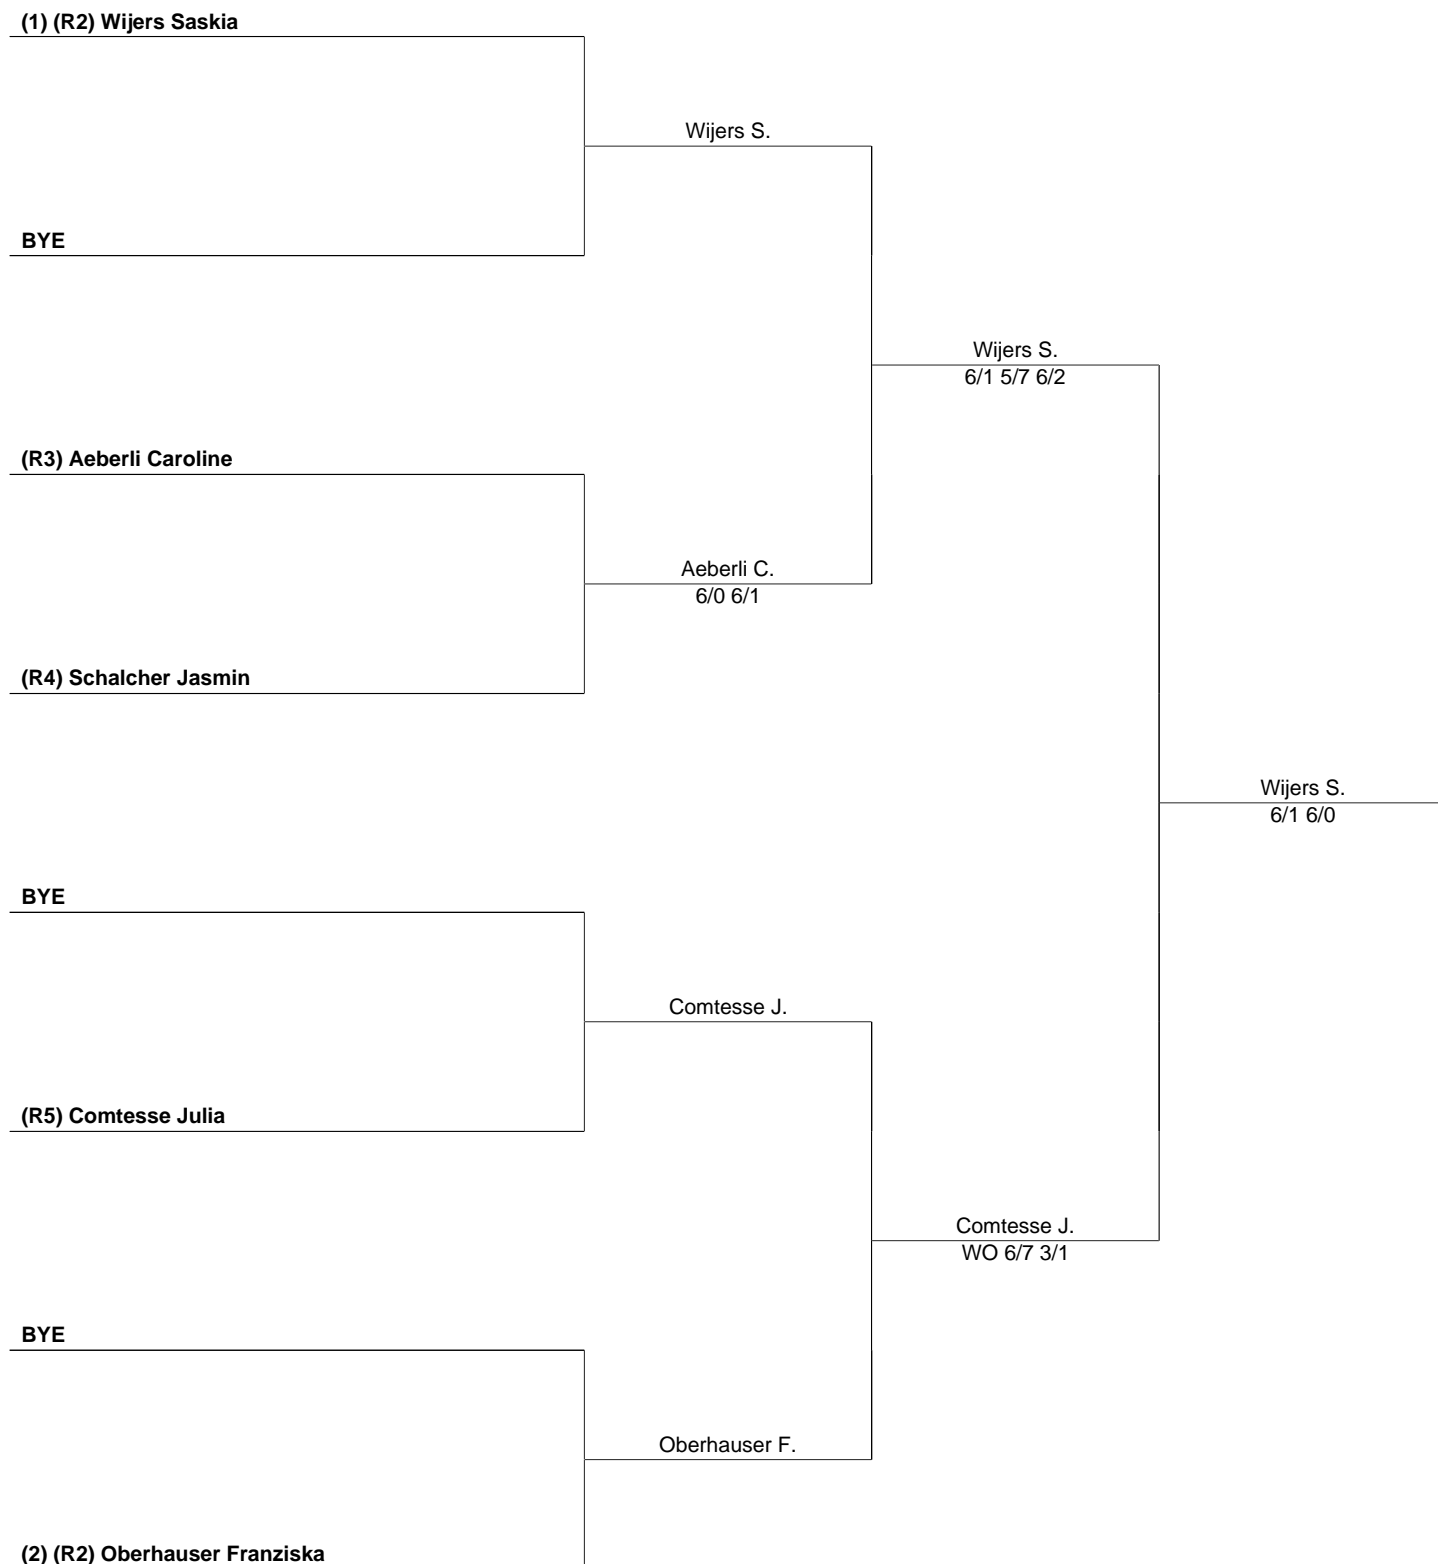 (1) (R2) Wijers Saskia
Wijers S.
BYE
Wijers S.
6/1 5/7 6/2
(R3) Aeberli Caroline
Aeberli C.
6/0 6/1
(R4) Schalcher Jasmin
Wijers S.
6/1 6/0
BYE
Comtesse J.
(R5) Comtesse Julia
Comtesse J.
WO 6/7 3/1
BYE
Oberhauser F.
(2) (R2) Oberhauser Franziska